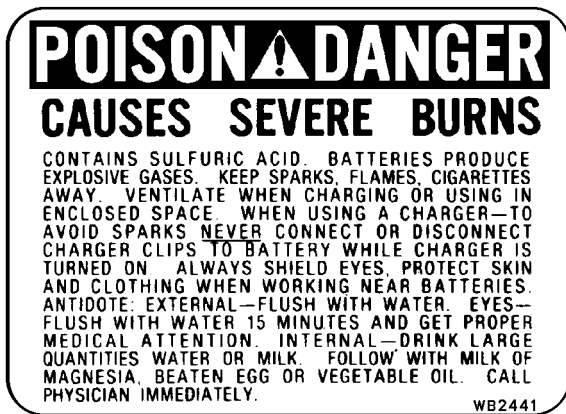 POISON DANGER
CAUSES SEVERE BURNS
CONTAINS SULFURIC ACID. BATTERIES PRODUCE
EXPLOSIVE GASES. KEEP SPARKS, FLAMES, CIGARETTES
AWAY. VENTILATE WHEN CHARGING OR USING IN
ENCLOSED SPACE. WHEN USING A CHARGER—TO
AVOID SPARKS NEVER CONNECT OR DISCONNECT
CHARGER CLIPS TO BATTERY WHILE CHARGER IS
TURNED ON. ALWAYS SHIELD EYES, PROTECT SKIN
AND CLOTHING WHEN WORKING NEAR BATTERIES.
ANTIDOTE: EXTERNAL—FLUSH WITH WATER. EYES—
FLUSH WITH WATER 15 MINUTES AND GET PROPER
MEDICAL ATTENTION. INTERNAL—DRINK LARGE
QUANTITIES WATER OR MILK. FOLLOW WITH MILK OF
MAGNESIA, BEATEN EGG OR VEGETABLE OIL. CALL
PHYSICIAN IMMEDIATELY.
WB2441